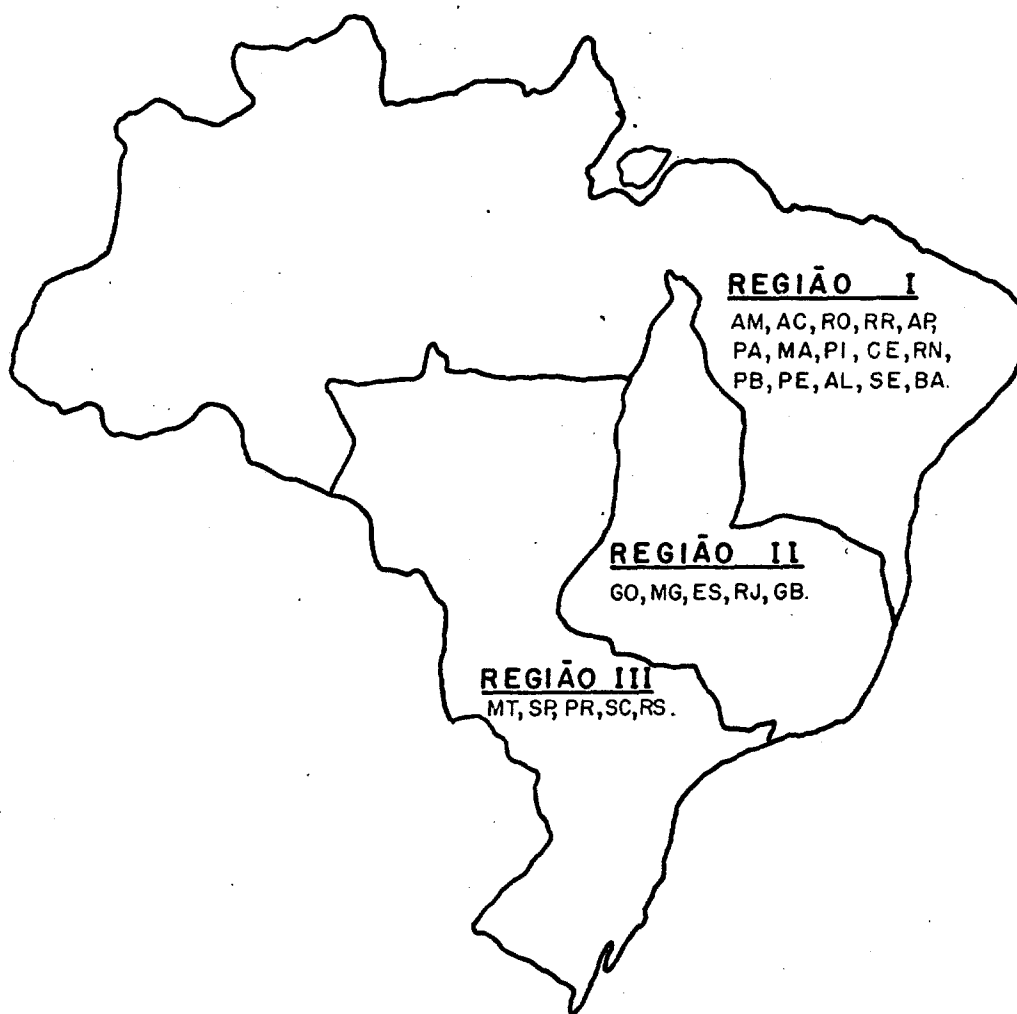 REGIÃO I
AM, AC, RO, RR, AP,
PA, MA, PI, CE, RN,
PB, PE, AL, SE, BA.
REGIÃO II
GO, MG, ES, RJ, GB.
REGIÃO III
MT, SP, PR, SC, RS.